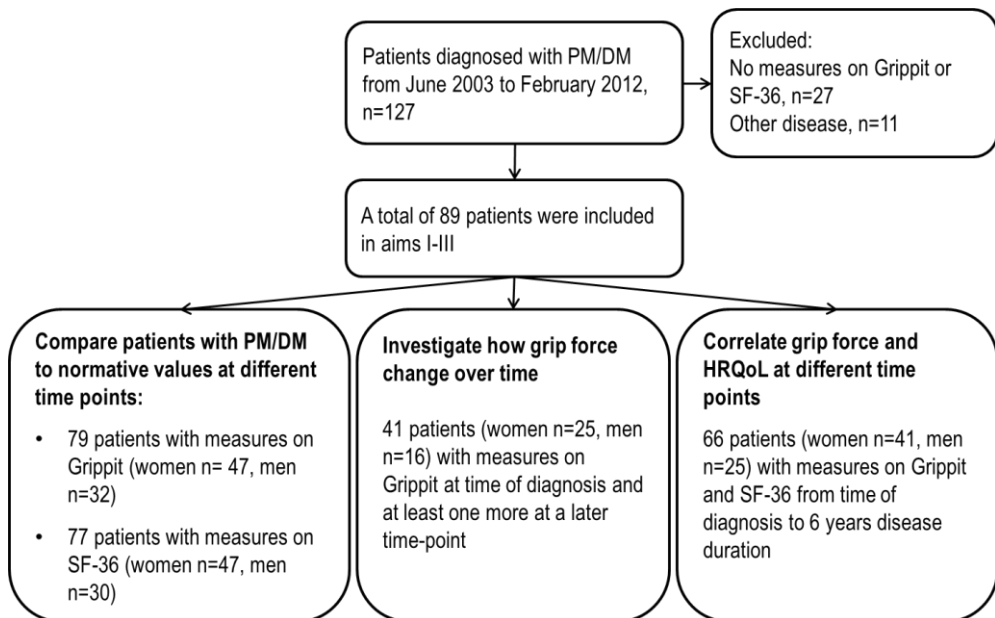 Patients diagnosed with PM/DM
from June 2003 to February 2012,
n=127
Excluded:
No measures on Grippit or
SF-36, n=27
Other disease, n=11
A total of 89 patients were included
in aims I-III
Compare patients with PM/DM
to normative values at different
time points:
• 79 patients with measures on
Grippit (women n= 47, men
n=32)
• 77 patients with measures on
SF-36 (women n=47, men
n=30)
Investigate how grip force
change over time
41 patients (women n=25, men
n=16) with measures on
Grippit at time of diagnosis and
at least one more at a later
time-point
Correlate grip force and
HRQoL at different time
points
66 patients (women n=41, men
n=25) with measures on Grippit
and SF-36 from time of
diagnosis to 6 years disease
duration